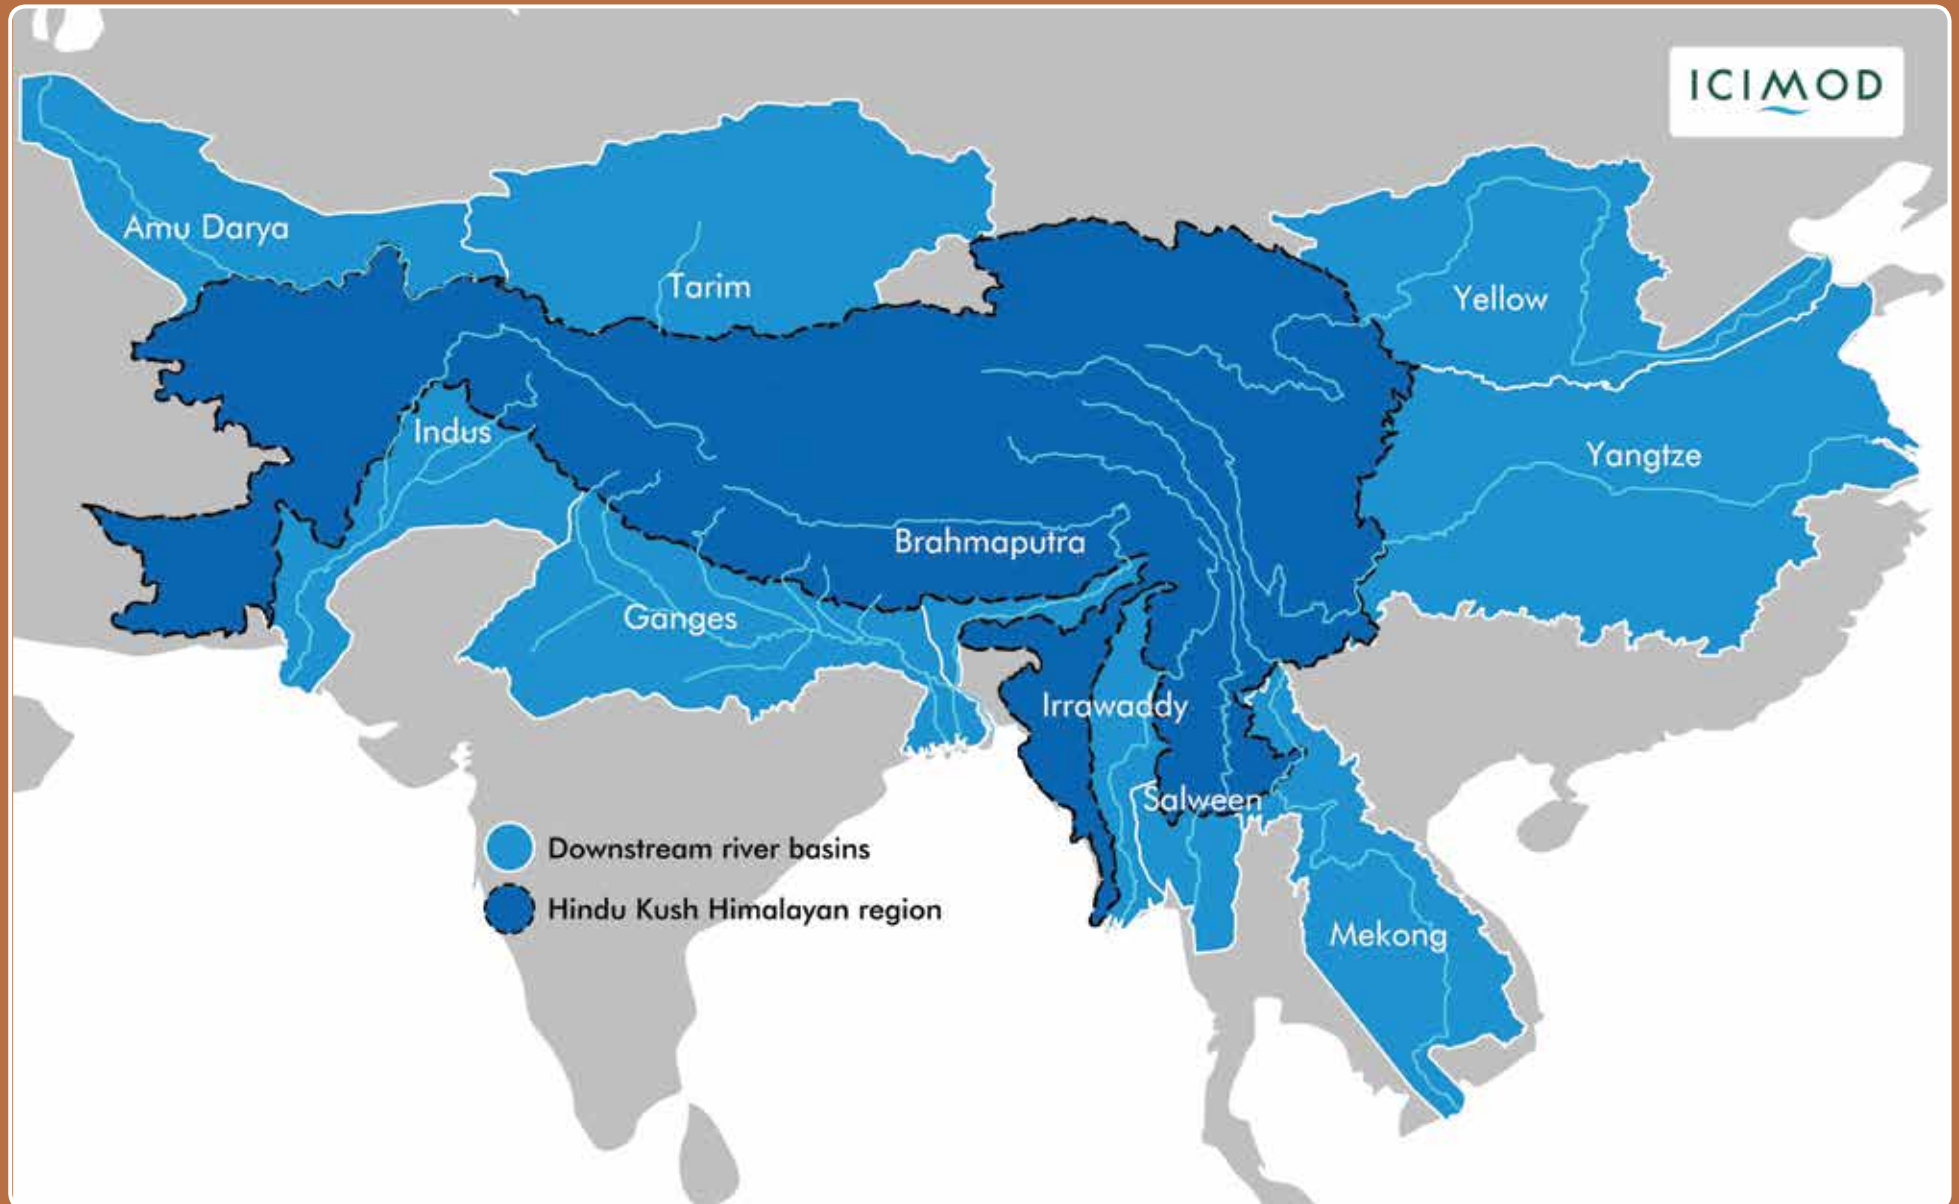 ICIMOD
Amu Darya
Tarim
Yellow
Indus
Yangtze
Brahmaputra
Ganges
Irrawaddy
Salween
Downstream river basins
Hindu Kush Himalayan region
Mekong